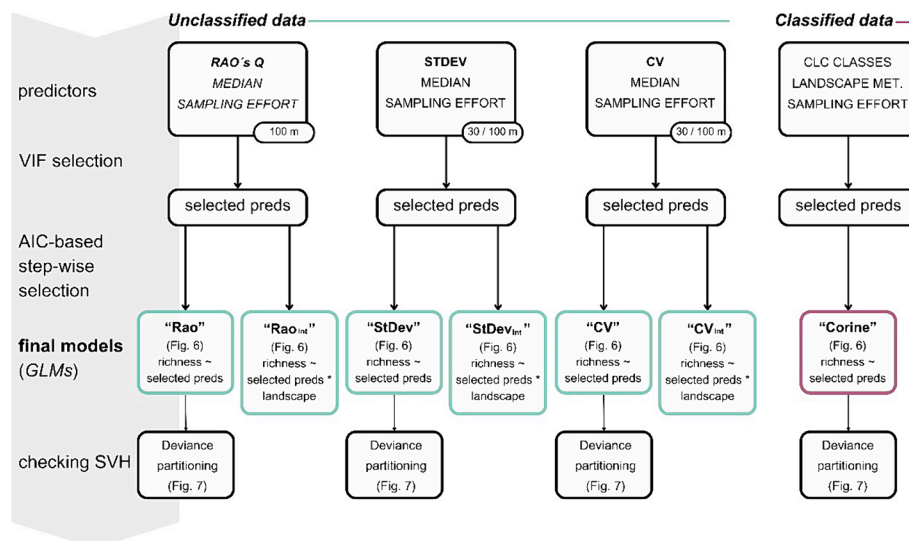 Unclassified data
Classified data
predictors
RAO´s Q
MEDIAN
SAMPLING EFFORT
100 m
STDEV
MEDIAN
SAMPLING EFFORT
30 / 100 m
CV
MEDIAN
SAMPLING EFFORT
30 / 100 m
CLC CLASSES
LANDSCAPE MET.
SAMPLING EFFORT
VIF selection
selected preds
selected preds
selected preds
selected preds
AIC-based
step-wise
selection
final models
(GLMs)
“Rao”
(Fig. 6)
richness ~
selected preds
“RaoInt”
(Fig. 6)
richness ~
selected preds *
landscape
“StDev”
(Fig. 6)
richness ~
selected preds
“StDevInt”
(Fig. 6)
richness ~
selected preds *
landscape
“CV”
(Fig. 6)
richness ~
selected preds
“CVInt”
(Fig. 6)
richness ~
selected preds *
landscape
“Corine”
(Fig. 6)
richness ~
selected preds
checking SVH
Deviance
partitioning
(Fig. 7)
Deviance
partitioning
(Fig. 7)
Deviance
partitioning
(Fig. 7)
Deviance
partitioning
(Fig. 7)